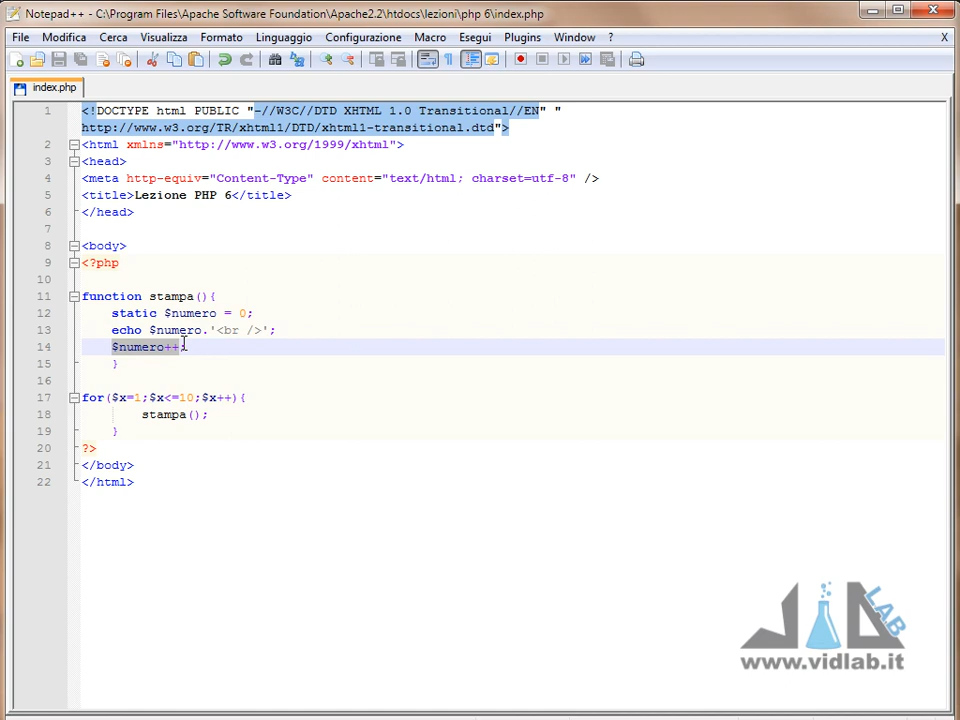 Notepad++ - C:\Program Files\Apache Software Foundation\Apache2.2\htdocs\lezioni\php 6\index.php
File Modifica Cerca Visualizza Formato Linguaggio Configurazione Macro Esegui Plugins Window ? X
index.php
1 <!DOCTYPE html PUBLIC "-//W3C//DTD XHTML 1.0 Transitional//EN" "
http://www.w3.org/TR/xhtml1/DTD/xhtml1-transitional.dtd">
2 <html xmlns="http://www.w3.org/1999/xhtml">
3 <head>
4 <meta http-equiv="Content-Type" content="text/html; charset=utf-8" />
5 <title>Lezione PHP 6</title>
6 </head>
7
8 <body>
9 <?php
10
11 function stampa(){
12 static $numero = 0;
13 echo $numero.'<br />';
14 $numero++;
15 }
16
17 for($x=1;$x<=10;$x++){
18 stampa();
19 }
20 ?>
21 </body>
22 </html>
LAB
www.vidlab.it